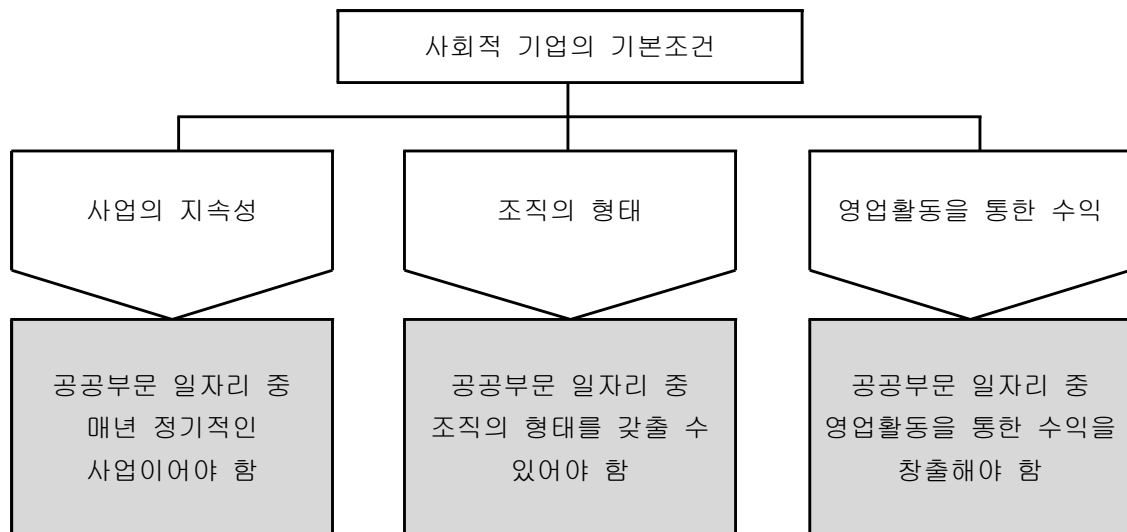 사회적 기업의 기본조건
사업의 지속성
조직의 형태
영업활동을 통한 수익
공공부문 일자리 중
매년 정기적인
사업이어야 함
공공부문 일자리 중
조직의 형태를 갖출 수
있어야 함
공공부문 일자리 중
영업활동을 통한 수익을
창출해야 함